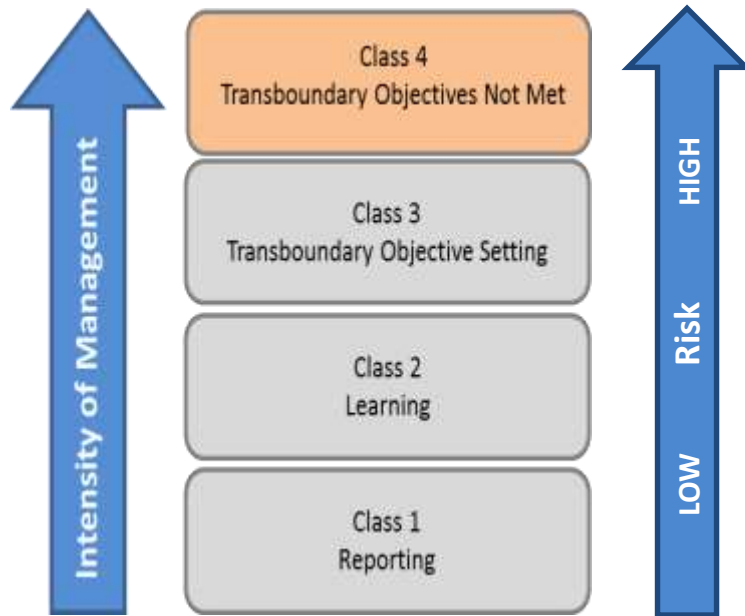 Intensity of Management
Class 4
Transboundary Objectives Not Met
Class 3
Transboundary Objective Setting
Class 2
Learning
Class 1
Reporting
HIGH
Risk
LOW